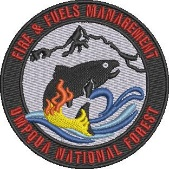 FIRE & FUELS MANAGEMENT
UMPQUA NATIONAL FOREST